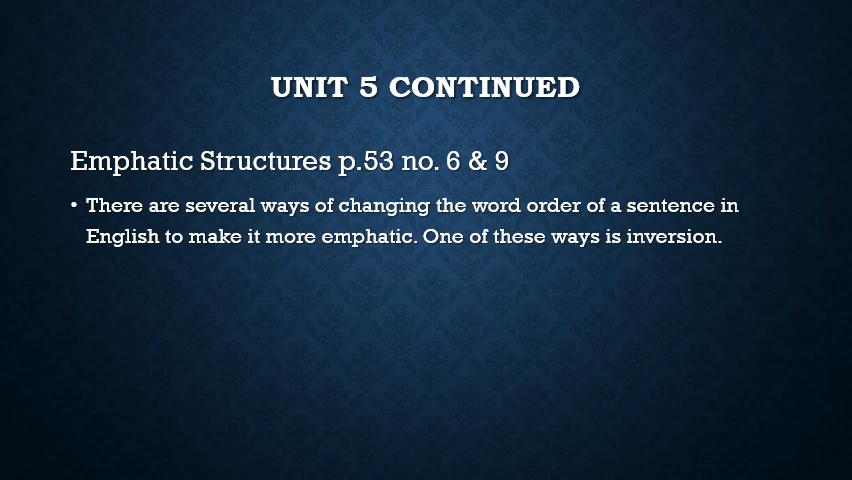 UNIT 5 CONTINUED
Emphatic Structures p.53 no. 6 & 9
• There are several ways of changing the word order of a sentence in
English to make it more emphatic. One of these ways is inversion.